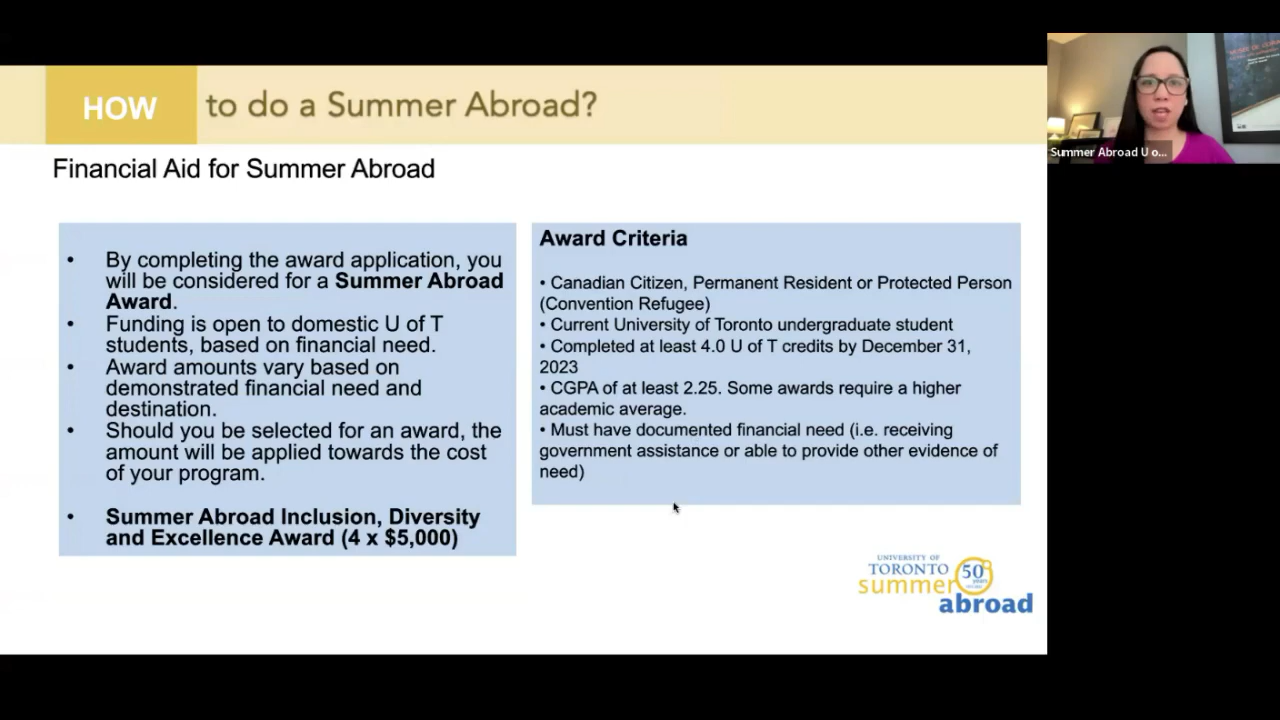 HOW to do a Summer Abroad?
Financial Aid for Summer Abroad
• By completing the award application, you
will be considered for a Summer Abroad
Award.
• Funding is open to domestic U of T
students, based on financial need.
• Award amounts vary based on
demonstrated financial need and
destination.
• Should you be selected for an award, the
amount will be applied towards the cost
of your program.
• Summer Abroad Inclusion, Diversity
and Excellence Award (4 x $5,000)
Award Criteria
• Canadian Citizen, Permanent Resident or Protected Person
(Convention Refugee)
• Current University of Toronto undergraduate student
• Completed at least 4.0 U of T credits by December 31,
2023
• CGPA of at least 2.25. Some awards require a higher
academic average.
• Must have documented financial need (i.e. receiving
government assistance or able to provide other evidence of
need)
UNIVERSITY OF
TORONTO
summer
abroad
50
years
Summer Abroad U o...